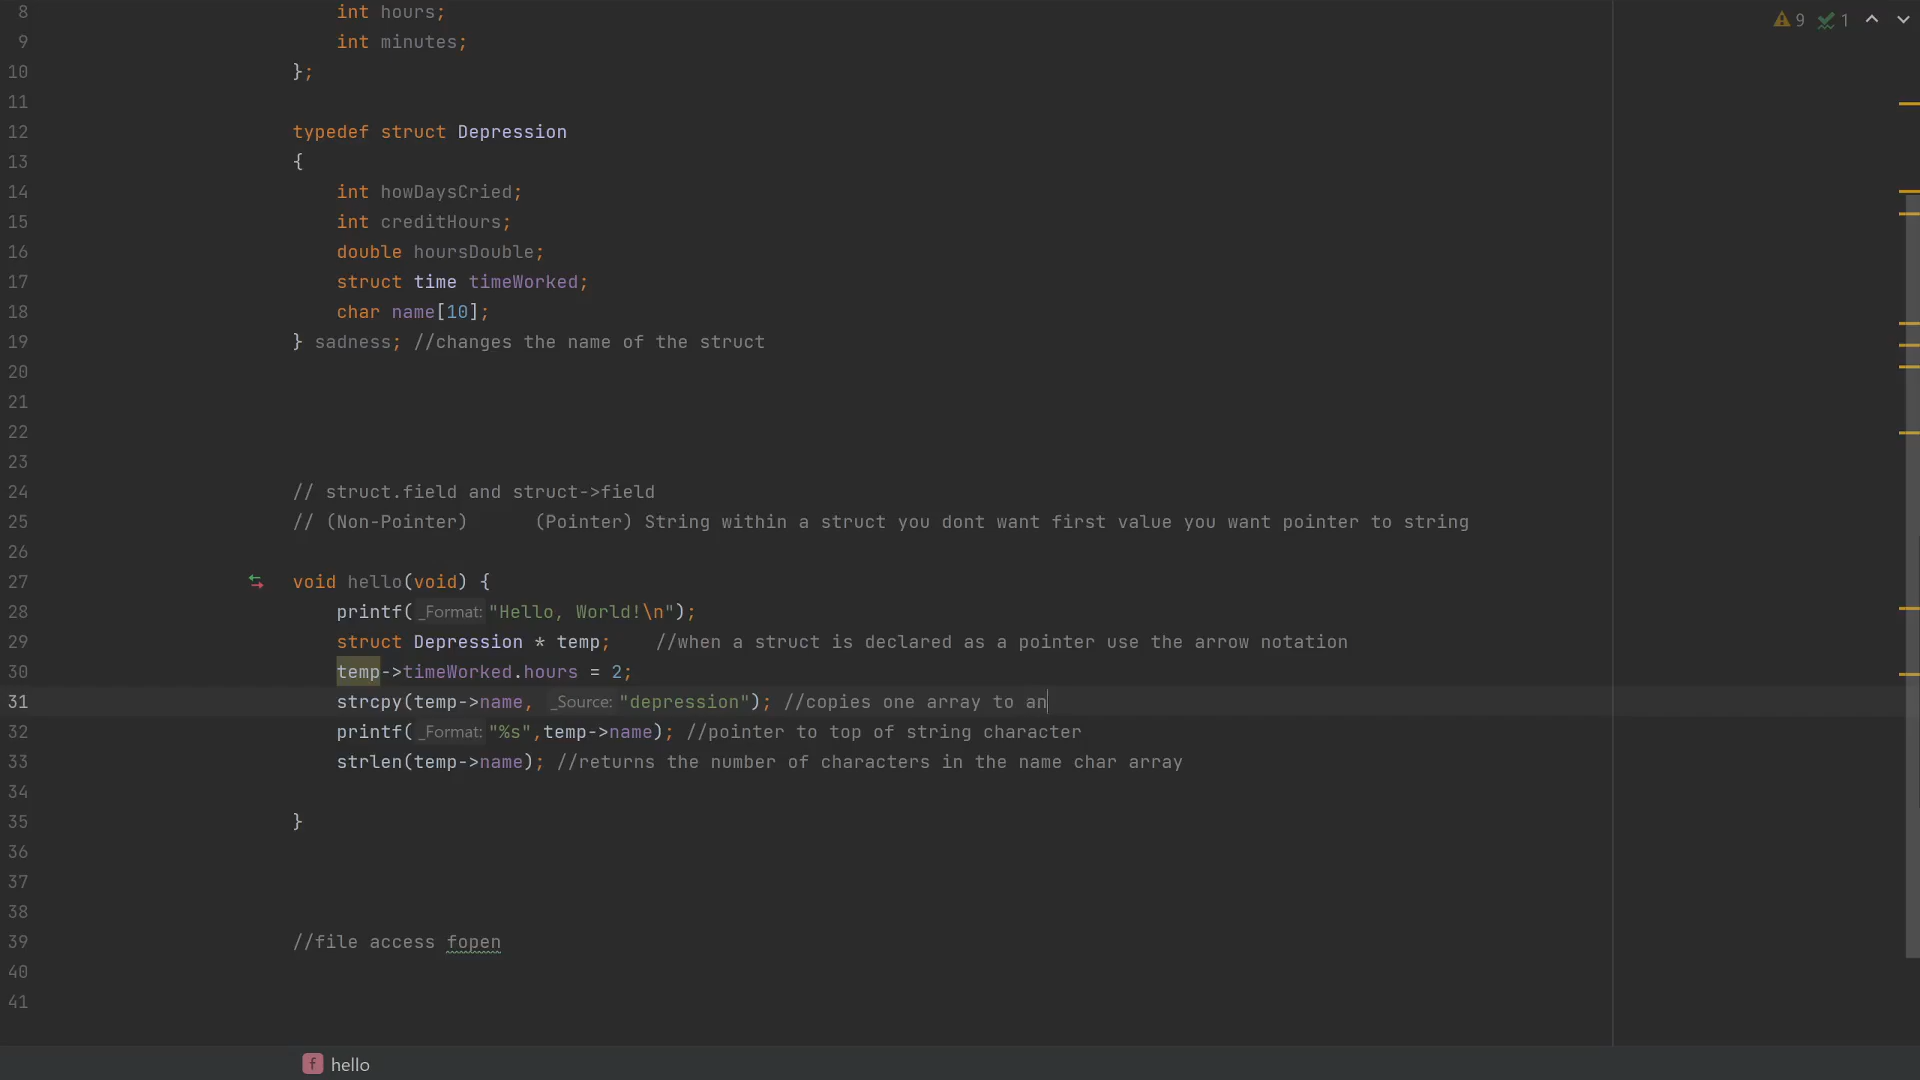 8 int hours;
9 int minutes;
10 };
11
12 typedef struct Depression
13 {
14 int howDaysCried;
15 int creditHours;
16 double hoursDouble;
17 struct time timeWorked;
18 char name[10];
19 } sadness; //changes the name of the struct
20
21
22
23
24 // struct.field and struct->field
25 // (Non-Pointer) (Pointer) String within a struct you dont want first value you want pointer to string
26
27 void hello(void) {
28 printf( _Format: "Hello, World!\n");
29 struct Depression * temp; //when a struct is declared as a pointer use the arrow notation
30 temp->timeWorked.hours = 2;
31 strcpy(temp->name, _Source: "depression"); //copies one array to an
32 printf( _Format: "%s",temp->name); //pointer to top of string character
33 strlen(temp->name); //returns the number of characters in the name char array
34
35 }
36
37
38
39 //file access fopen
40
41
9 1
f hello